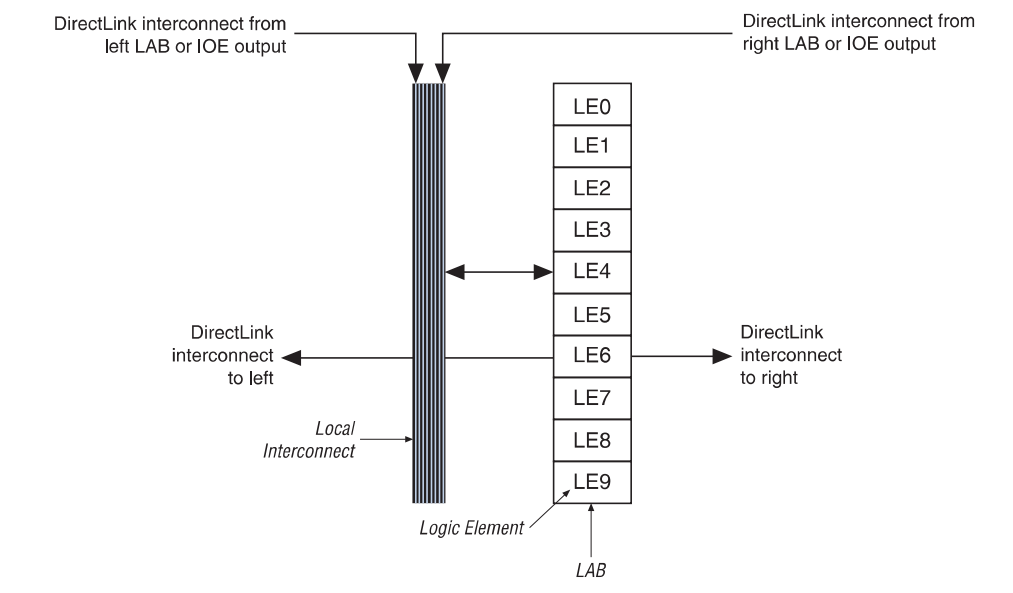 DirectLink interconnect from
left LAB or IOE output
DirectLink interconnect from
right LAB or IOE output
LE0
LE1
LE2
LE3
LE4
LE5
LE6
LE7
LE8
LE9
DirectLink
interconnect
to left
DirectLink
interconnect
to right
Local
Interconnect
Logic Element
LAB